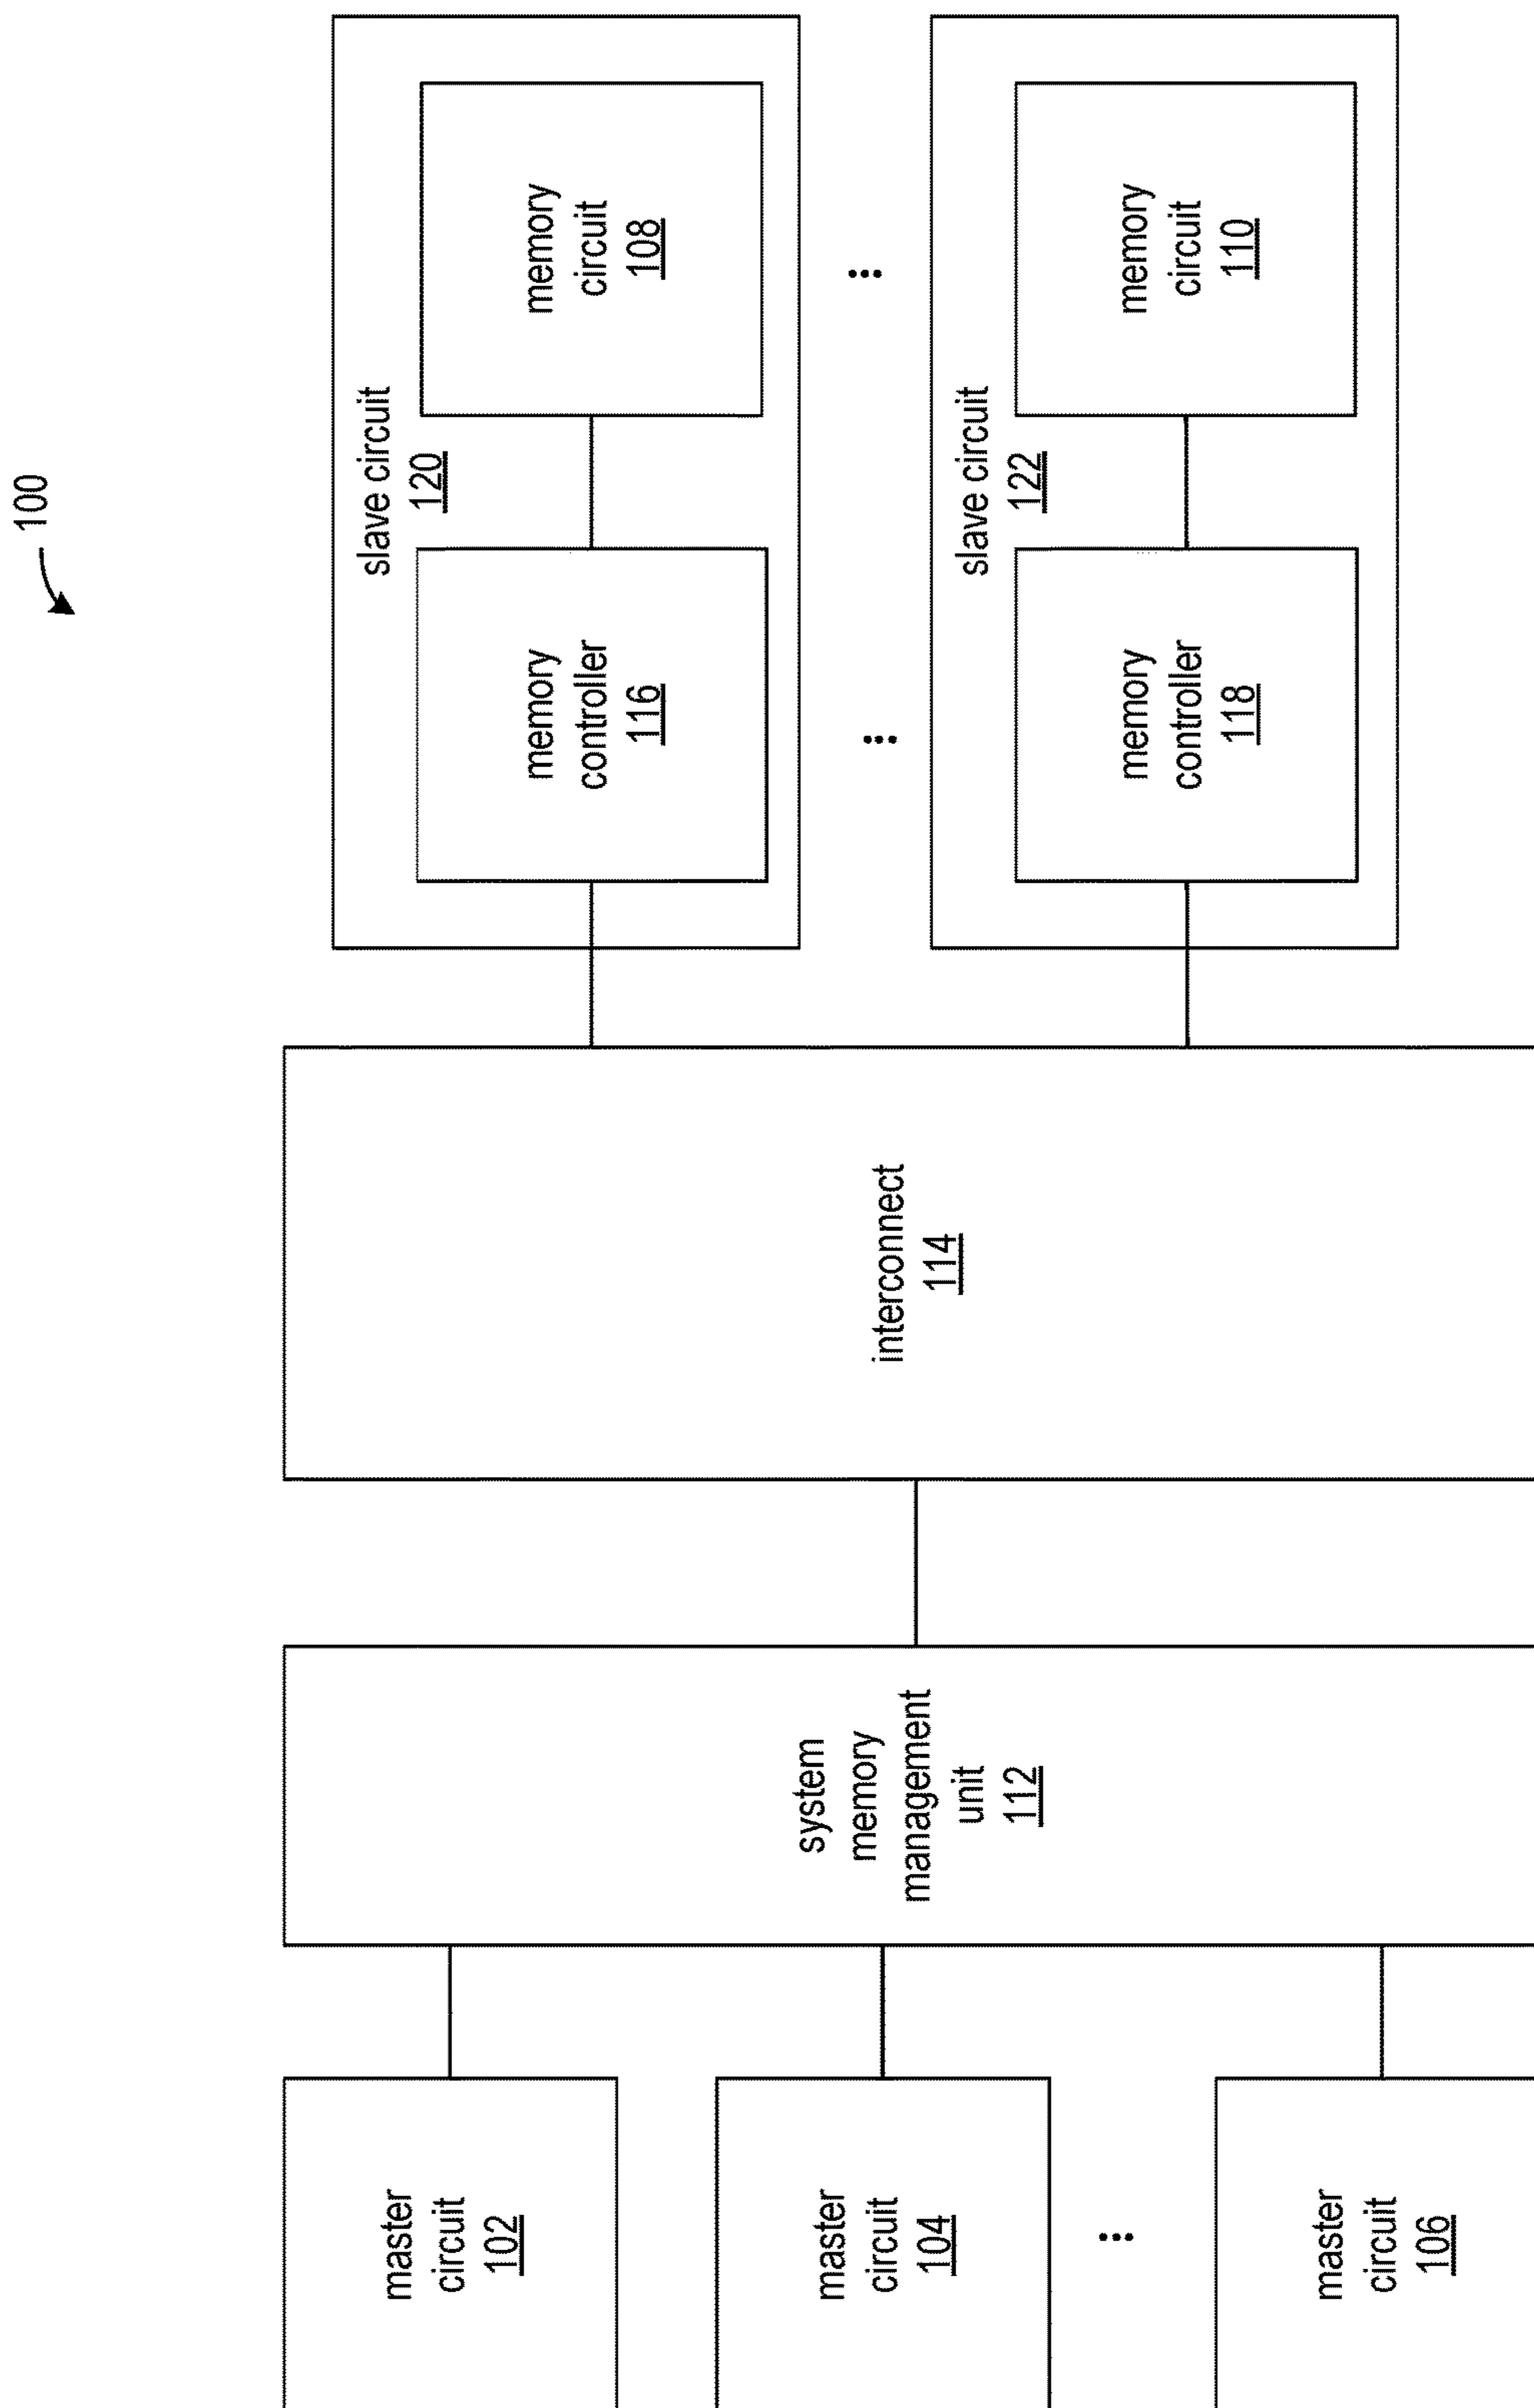 100
master
circuit
102
master
circuit
104
⋮
master
circuit
106
system
memory
management
unit
112
interconnect
114
slave circuit
120
memory
controller
116
memory
circuit
108
⋮
⋮
slave circuit
122
memory
controller
118
memory
circuit
110